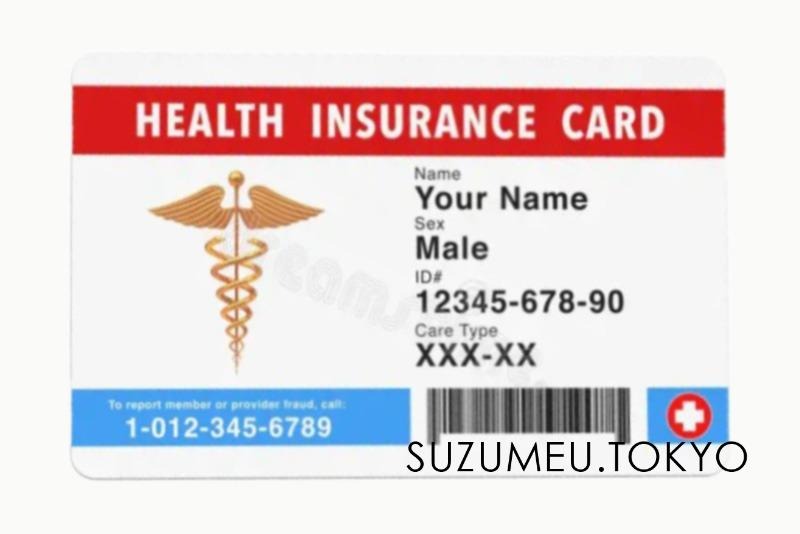 HEALTH INSURANCE CARD
Name
Your Name
Sex
Male
ID#
12345-678-90
Care Type
XXX-XX
To report member or provider fraud, call:
1-012-345-6789
SUZUMEU.TOKYO